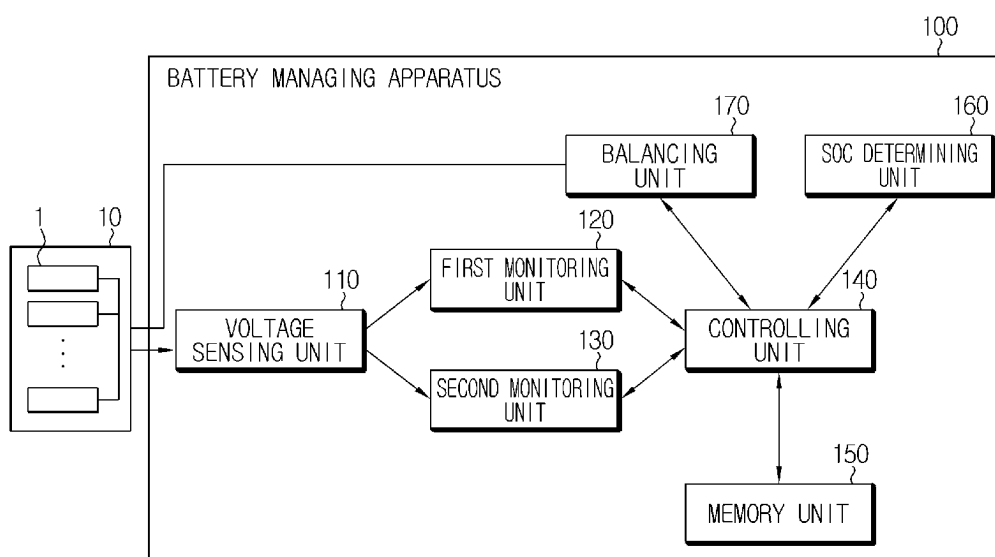 100
BATTERY MANAGING APPARATUS
170
160
BALANCING
UNIT
SOC DETERMINING
UNIT
1
10
120
FIRST MONITORING
UNIT
110
140
VOLTAGE
SENSING UNIT
CONTROLLING
UNIT
130
SECOND MONITORING
UNIT
150
MEMORY UNIT